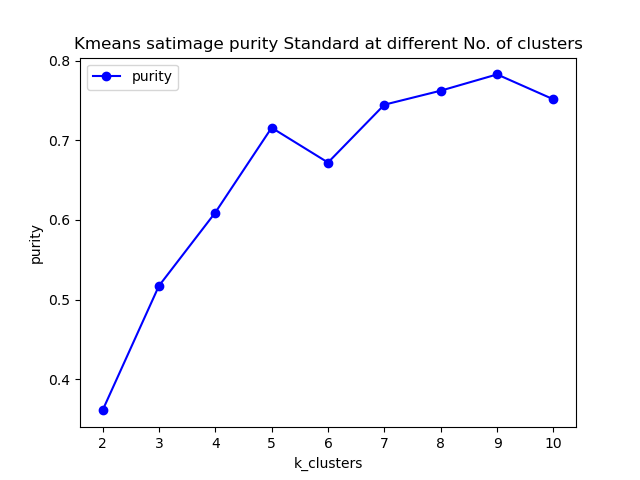 Kmeans satimage purity Standard at different No. of clusters
purity
0.8
0.7
0.6
0.5
0.4
purity
2 3 4 5 6 7 8 9 10
k_clusters